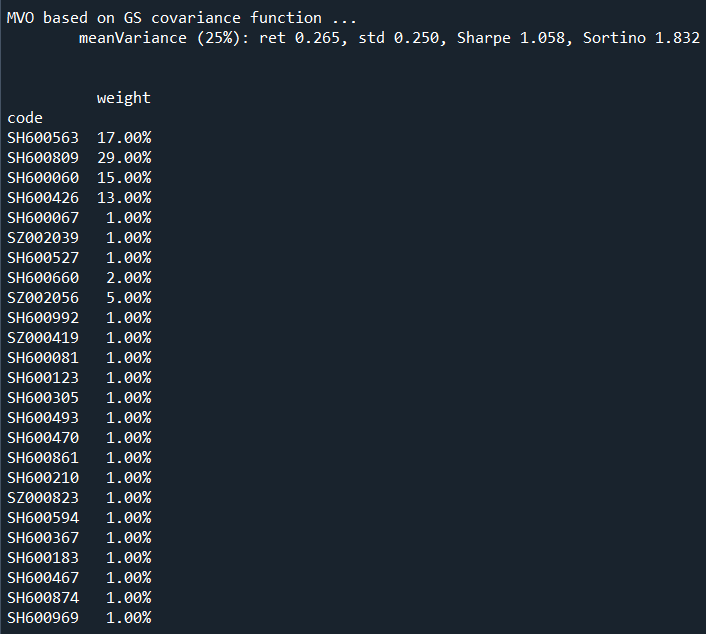 MVO based on GS covariance function ...
meanVariance (25%): ret 0.265, std 0.250, Sharpe 1.058, Sortino 1.832
weight
code
SH600563 17.00%
SH600809 29.00%
SH600060 15.00%
SH600426 13.00%
SH600067 1.00%
SZ002039 1.00%
SH600527 1.00%
SH600660 2.00%
SZ002056 5.00%
SH600992 1.00%
SZ000419 1.00%
SH600081 1.00%
SH600123 1.00%
SH600305 1.00%
SH600493 1.00%
SH600470 1.00%
SH600861 1.00%
SH600210 1.00%
SZ000823 1.00%
SH600594 1.00%
SH600367 1.00%
SH600183 1.00%
SH600467 1.00%
SH600874 1.00%
SH600969 1.00%